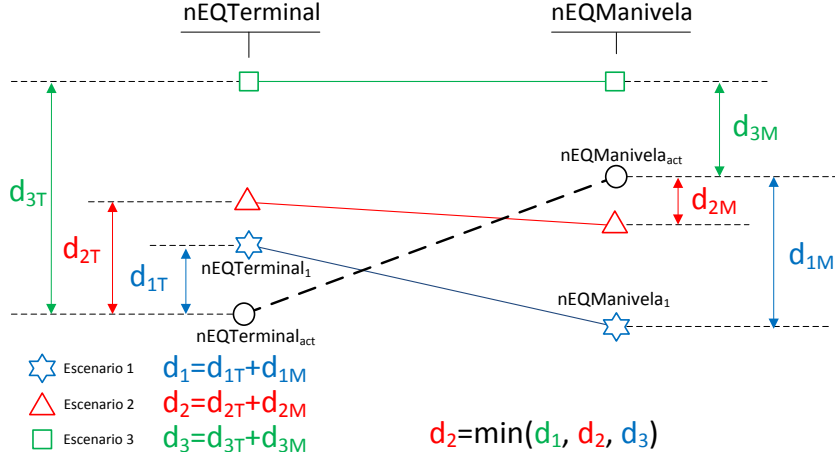 nEQTerminal nEQManivela
d3M
nEQManivelaact
d3T
d2M
d2T
nEQTerminal1
d1M
d1T
nEQManivela1
nEQTerminalact
Escenario 1 d1=d1T+d1M
Escenario 2 d2=d2T+d2M
Escenario 3 d3=d3T+d3M
d2=min(d1, d2, d3)